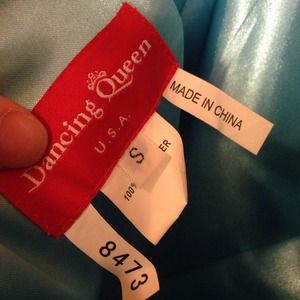 Dancing Queen
U.S.A.
MADE IN CHINA
S
100%
ER
8473